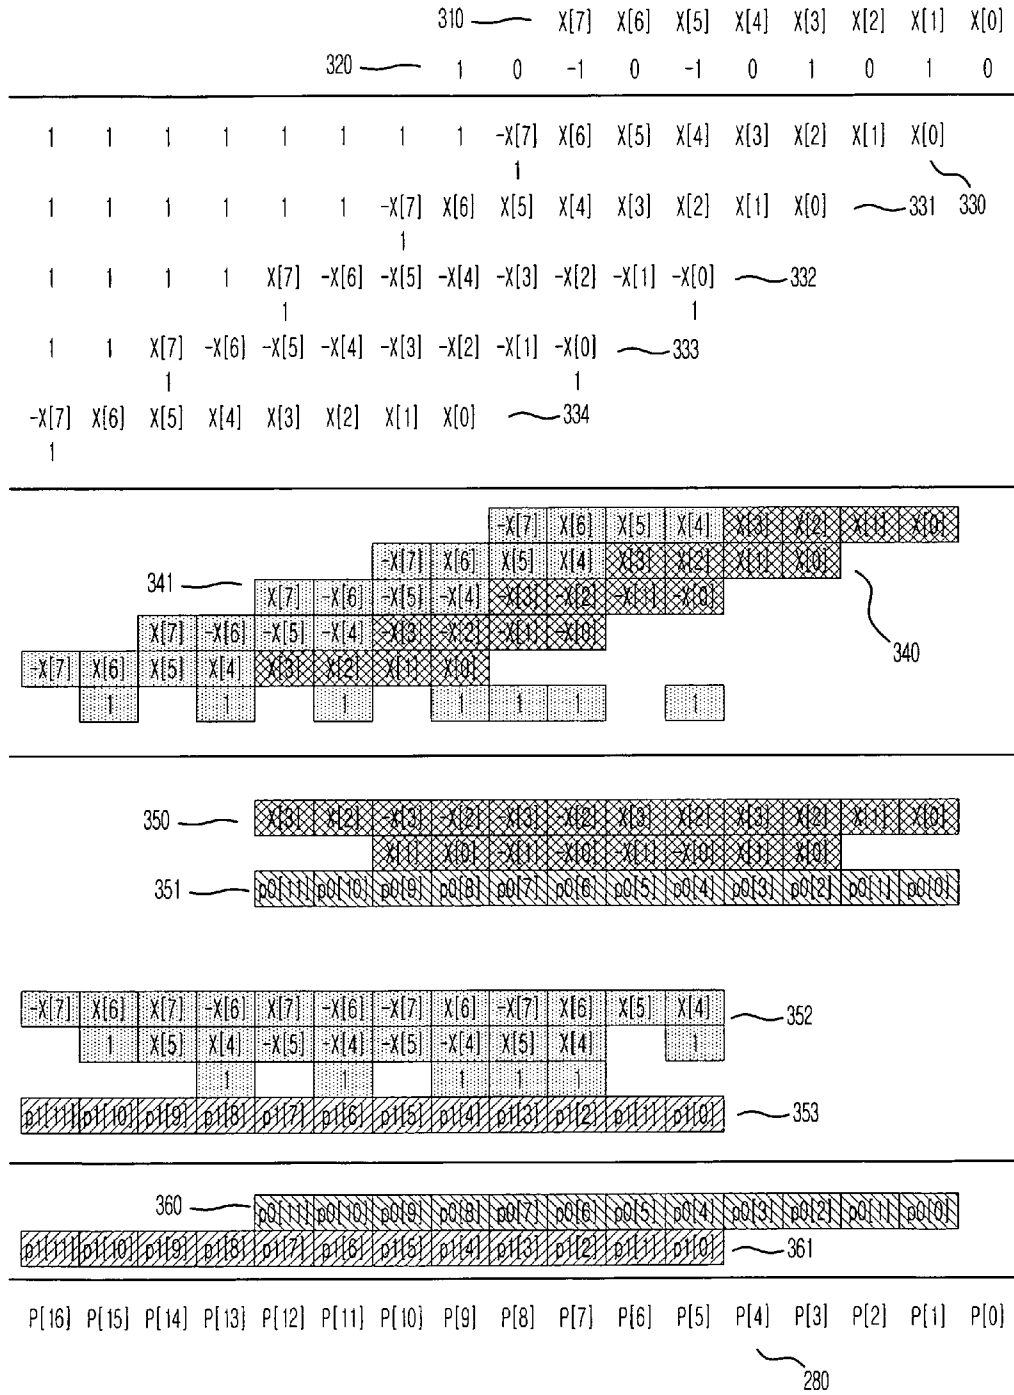 310 X[7] X[6] X[5] X[4] X[3] X[2] X[1] X[0]
320 1 0 -1 0 -1 0 1 0 1 0
1 1 1 1 1 1 1 1 -X[7] X[6] X[5] X[4] X[3] X[2] X[1] X[0]
1 330
1 1 1 1 1 1 -X[7] X[6] X[5] X[4] X[3] X[2] X[1] X[0] 331
1
1 1 1 1 X[7] -X[6] -X[5] -X[4] -X[3] -X[2] -X[1] -X[0] 332
1 1
1 1 X[7] -X[6] -X[5] -X[4] -X[3] -X[2] -X[1] -X[0] 333
1 1
-X[7] X[6] X[5] X[4] X[3] X[2] X[1] X[0] 334
1
-X[7] X[6] X[5] X[4] X[3] X[2] X[1] X[0]
-X[7] X[6] X[5] X[4] X[3] X[2] X[1] X[0]
341 X[7] -X[6] -X[5] -X[4] -X[3] -X[2] -X[1] -X[0]
X[7] -X[6] -X[5] -X[4] -X[3] -X[2] -X[1] -X[0] 340
-X[7] X[6] X[5] X[4] X[3] X[2] X[1] X[0]
1 1 1 1 1 1 1
350 X[3] X[2] -X[3] -X[2] -X[3] -X[2] X[3] X[2] X[3] X[2] X[1] X[0]
X[1] X[0] -X[1] -X[0] -X[1] -X[0] X[1] X[0]
351 p0[11] p0[10] p0[9] p0[8] p0[7] p0[6] p0[5] p0[4] p0[3] p0[2] p0[1] p0[0]
-X[7] X[6] X[7] -X[6] X[7] -X[6] -X[7] X[6] -X[7] X[6] X[5] X[4] 352
1 X[5] X[4] -X[5] -X[4] -X[5] -X[4] X[5] X[4] 1
1 1 1 1 1
p1[11] p1[10] p1[9] p1[8] p1[7] p1[6] p1[5] p1[4] p1[3] p1[2] p1[1] p1[0] 353
360 p0[11] p0[10] p0[9] p0[8] p0[7] p0[6] p0[5] p0[4] p0[3] p0[2] p0[1] p0[0]
p1[11] p1[10] p1[9] p1[8] p1[7] p1[6] p1[5] p1[4] p1[3] p1[2] p1[1] p1[0] 361
P[16] P[15] P[14] P[13] P[12] P[11] P[10] P[9] P[8] P[7] P[6] P[5] P[4] P[3] P[2] P[1] P[0]
280